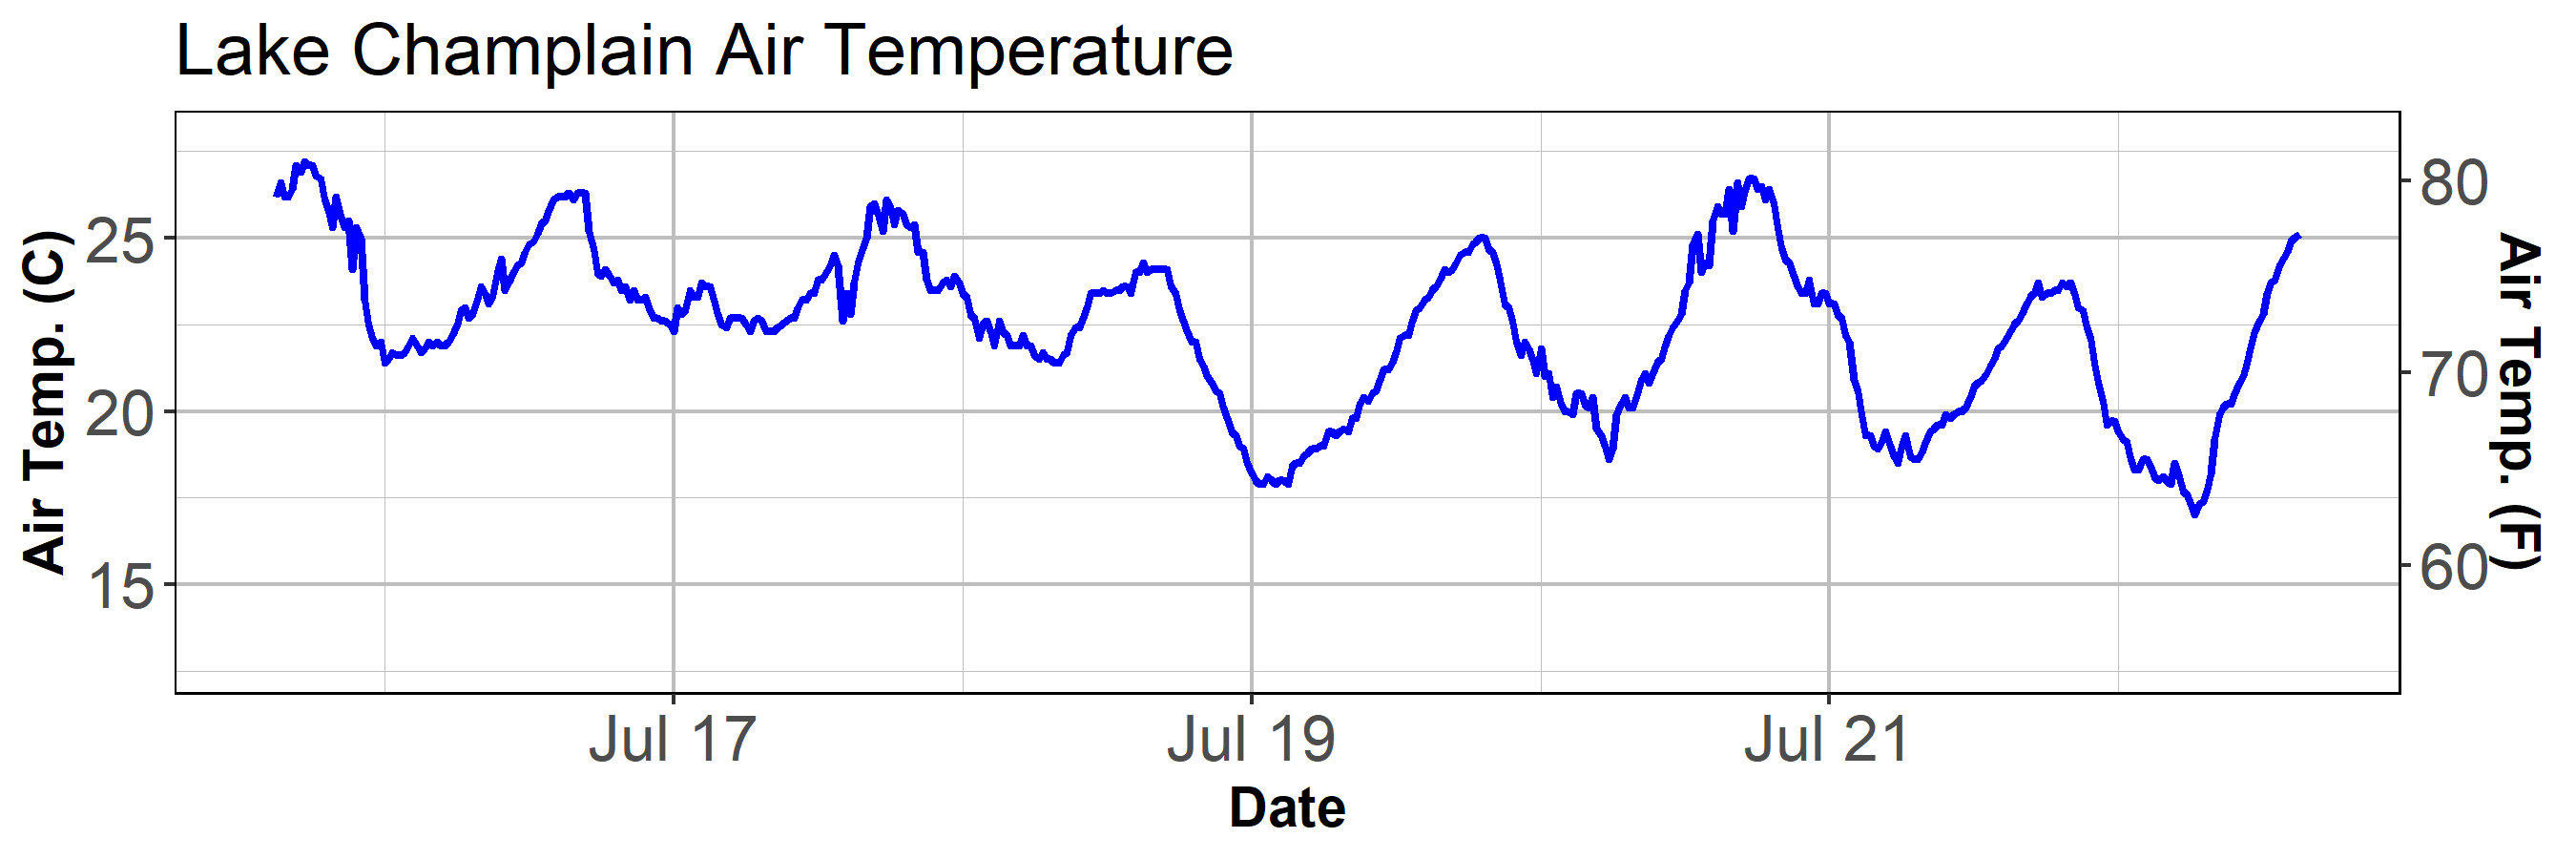 Lake Champlain Air Temperature
Air Temp. (C)
25
20
15
80
70
60
Air Temp. (F)
Jul 17 Jul 19 Jul 21
Date